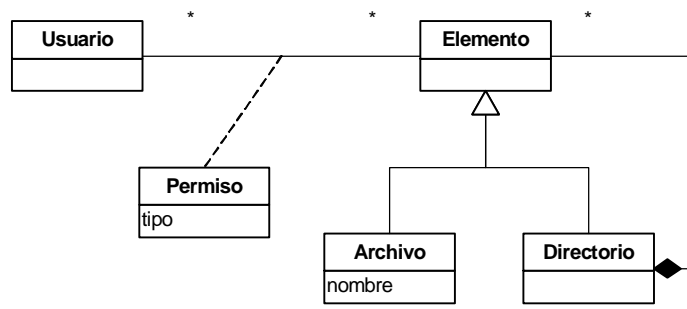 * * *
Usuario Elemento
Permiso
tipo
Archivo Directorio
nombre